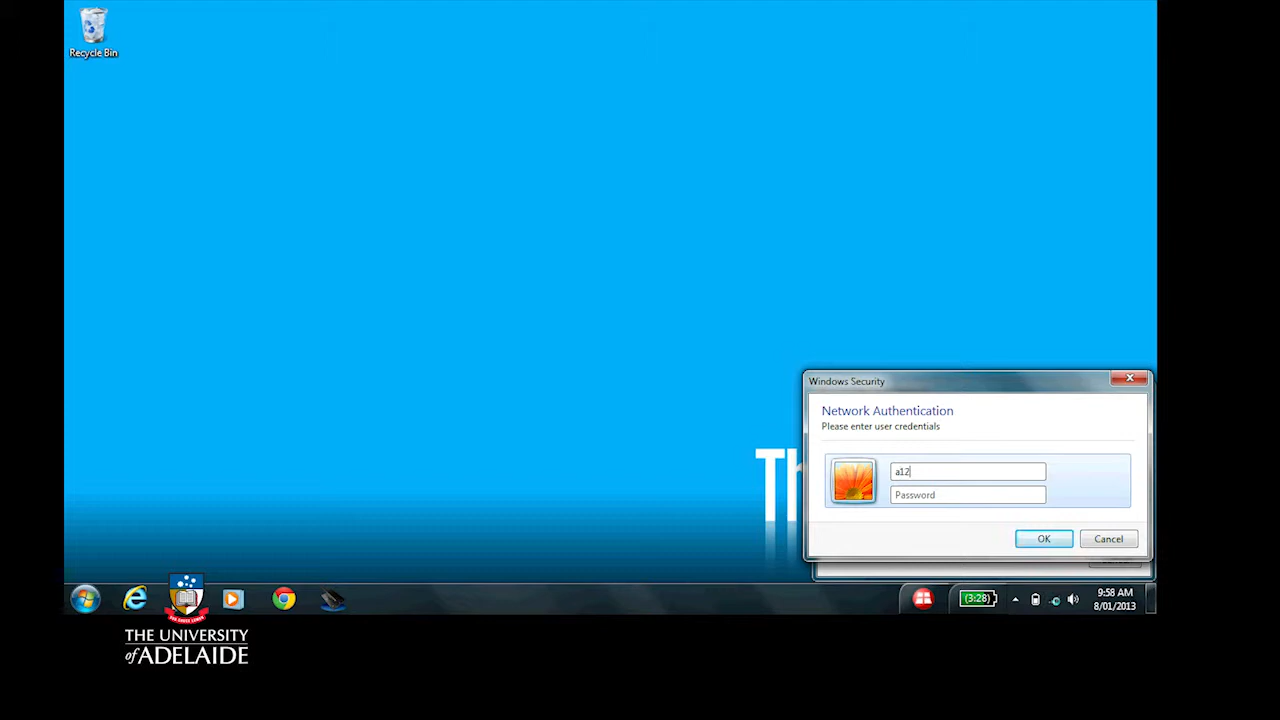 Recycle Bin
Windows Security
Network Authentication
Please enter user credentials
a12
Password
OK
Cancel
(3:28)
9:58 AM
8/01/2013
THE UNIVERSITY
of ADELAIDE